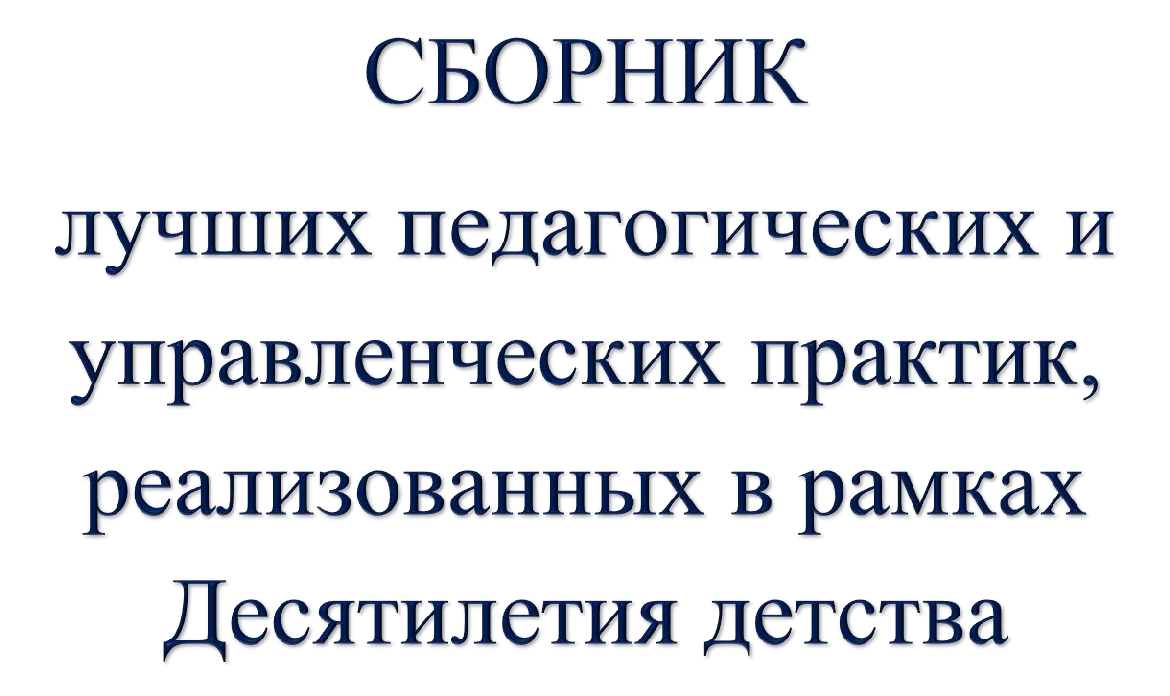 СБОРНИК
лучших педагогических и
управленческих практик,
реализованных в рамках
Десятилетия детства